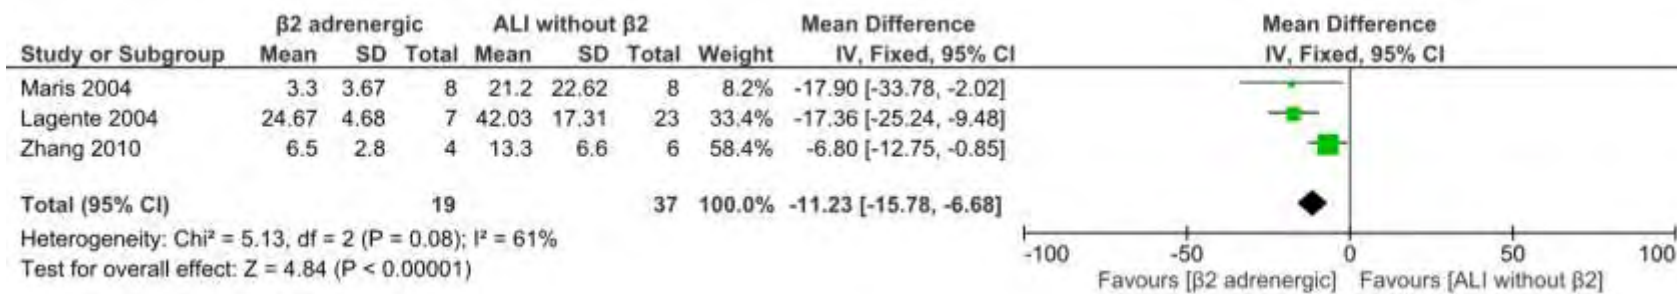 β2 adrenergic ALI without β2 Mean Difference Mean Difference
Study or Subgroup Mean SD Total Mean SD Total Weight IV, Fixed, 95% CI IV, Fixed, 95% CI
Maris 2004 3.3 3.67 8 21.2 22.62 8 8.2% -17.90 [-33.78, -2.02]
Lagente 2004 24.67 4.68 7 42.03 17.31 23 33.4% -17.36 [-25.24, -9.48]
Zhang 2010 6.5 2.8 4 13.3 6.6 6 58.4% -6.80 [-12.75, -0.85]
Total (95% CI) 19 37 100.0% -11.23 [-15.78, -6.68]
Heterogeneity: Chi² = 5.13, df = 2 (P = 0.08); I² = 61%
Test for overall effect: Z = 4.84 (P < 0.00001)
-100 -50 0 50 100
Favours [β2 adrenergic] Favours [ALI without β2]